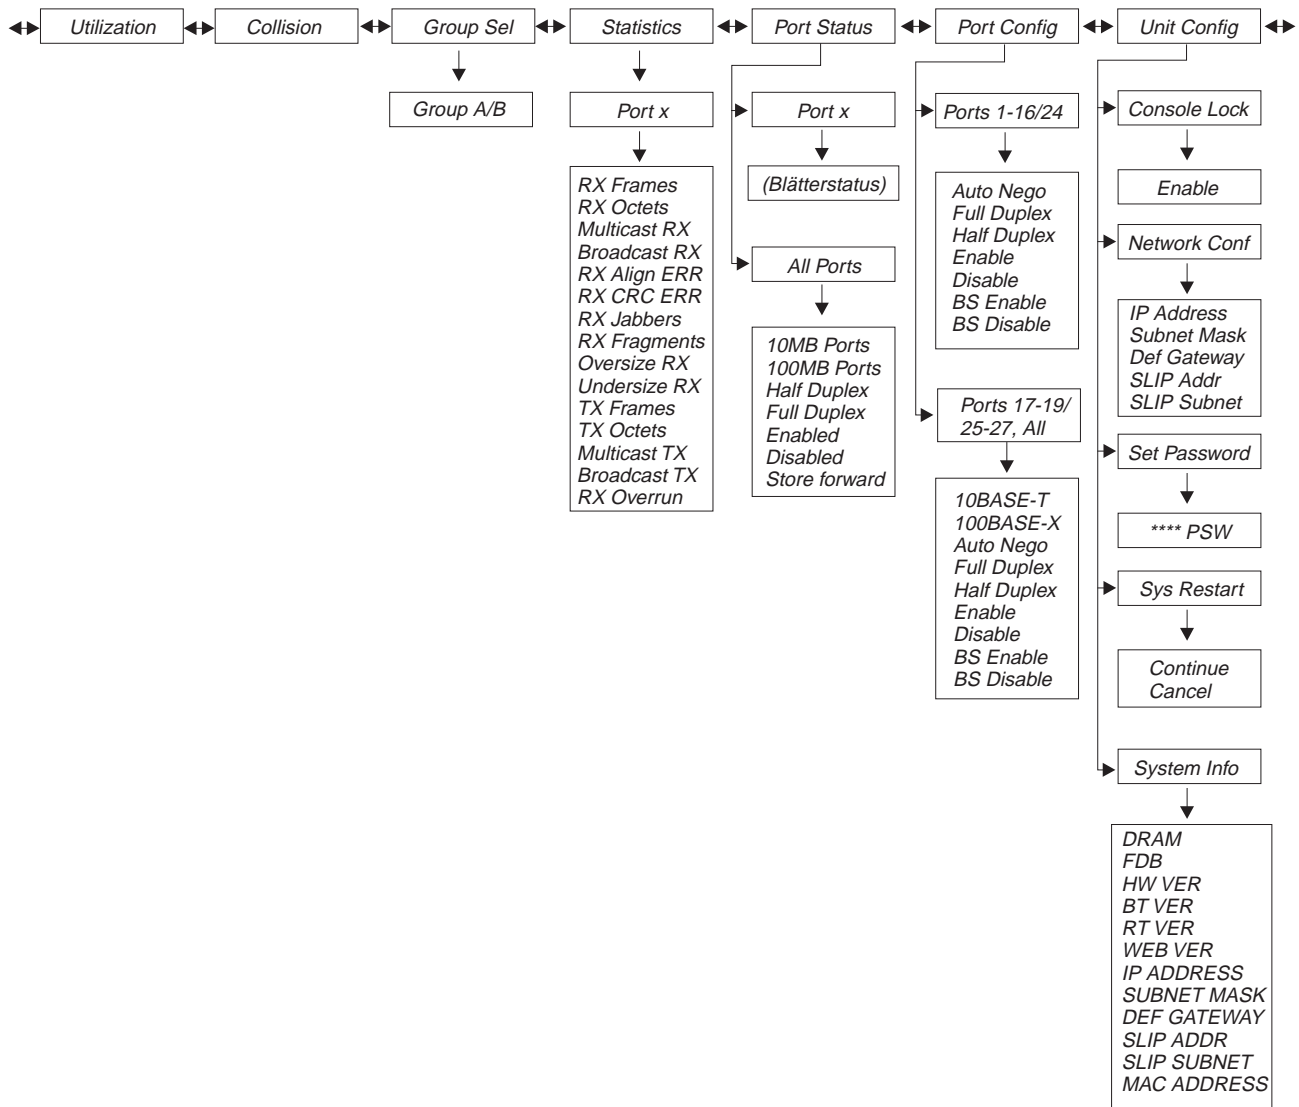 Utilization
Collision
Group Sel
Statistics
Port Status
Port Config
Unit Config
Group A/B
Port x
RX Frames
RX Octets
Multicast RX
Broadcast RX
RX Align ERR
RX CRC ERR
RX Jabbers
RX Fragments
Oversize RX
Undersize RX
TX Frames
TX Octets
Multicast TX
Broadcast TX
RX Overrun
Port x
(Blätterstatus)
All Ports
10MB Ports
100MB Ports
Half Duplex
Full Duplex
Enabled
Disabled
Store forward
Ports 1-16/24
Auto Nego
Full Duplex
Half Duplex
Enable
Disable
BS Enable
BS Disable
Ports 17-19/
25-27, All
10BASE-T
100BASE-X
Auto Nego
Full Duplex
Half Duplex
Enable
Disable
BS Enable
BS Disable
Console Lock
Enable
Network Conf
IP Address
Subnet Mask
Def Gateway
SLIP Addr
SLIP Subnet
Set Password
**** PSW
Sys Restart
Continue
Cancel
System Info
DRAM
FDB
HW VER
BT VER
RT VER
WEB VER
IP ADDRESS
SUBNET MASK
DEF GATEWAY
SLIP ADDR
SLIP SUBNET
MAC ADDRESS